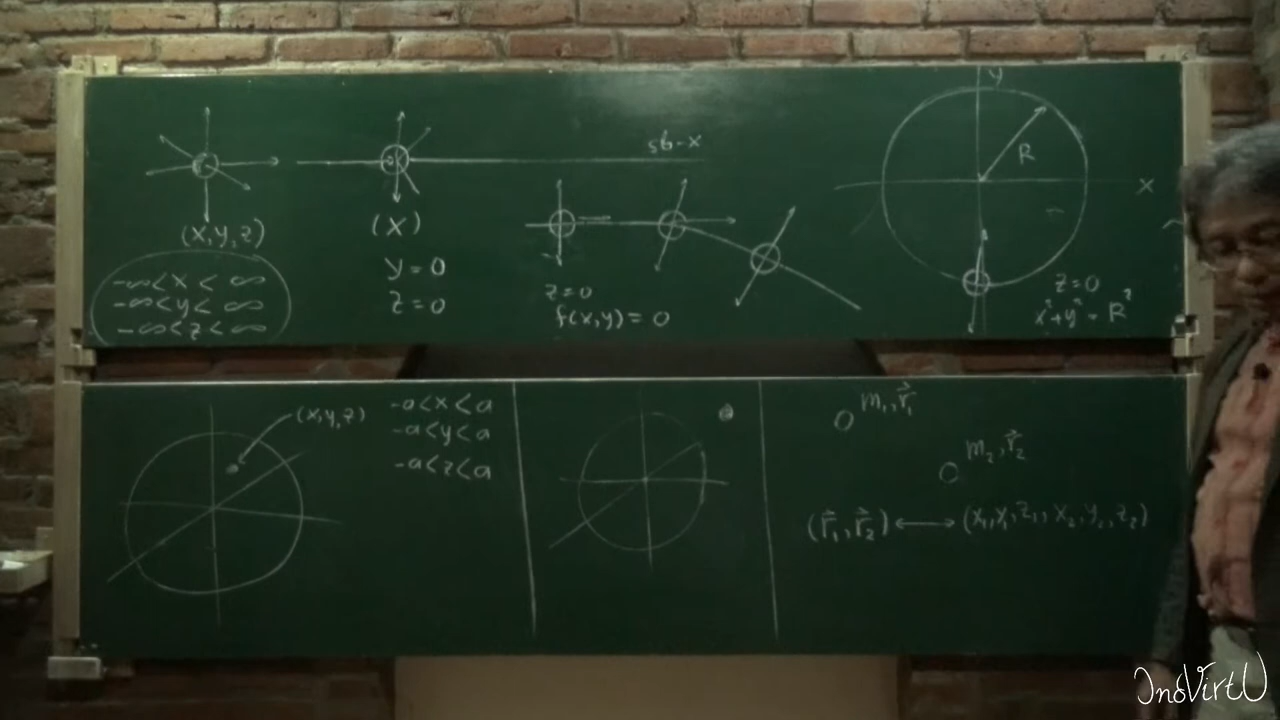 (x,y,z)
-∞<x< ∞
-∞<y< ∞
-∞<z<∞
(x)
y=0
z=0
sb-x
z=0
f(x,y)=0
y
R
x
z=0
x²+y²=R²
(x,y,z)
-a<x<a
-a<y<a
-a<z<a
m₁,r⃗₁
m₂,r⃗₂
(r⃗₁,r⃗₂)⟷(x₁,y₁,z₁,x₂,y₂,z₂)
InoVirtU